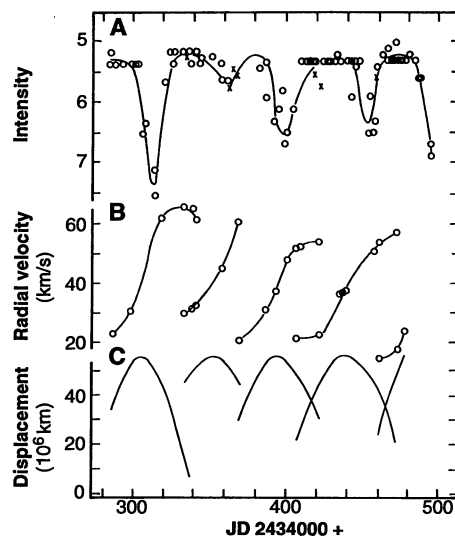 A
5
6
7
Intensity
B
60
40
20
Radial velocity
(km/s)
C
40
20
0
Displacement
(10⁶ km)
300
400
500
JD 2434000 +